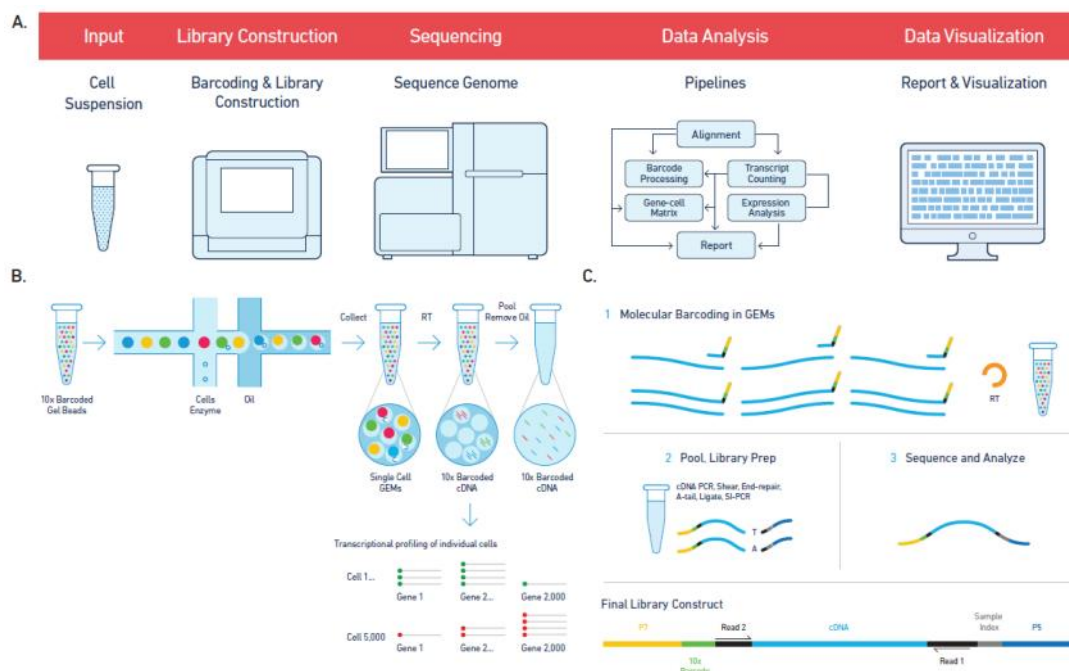 A.
Input
Library Construction
Sequencing
Data Analysis
Data Visualization
Cell
Suspension
Barcoding & Library
Construction
Sequence Genome
Pipelines
Report & Visualization
Alignment
Barcode
Processing
Transcript
Counting
Gene-cell
Matrix
Expression
Analysis
Report
B.
10x Barcoded
Gel Beads
Cells
Enzyme
Oil
Collect
RT
Pool
Remove Oil
Single Cell
GEMs
10x Barcoded
cDNA
10x Barcoded
cDNA
Transcriptional profiling of individual cells
Cell 1...
Gene 1
Gene 2...
Gene 2,000
Cell 5,000
Gene 1
Gene 2...
Gene 2,000
C.
1 Molecular Barcoding in GEMs
RT
2 Pool, Library Prep
cDNA PCR, Shear, End-repair,
A-tail, Ligate, SI-PCR
T
A
3 Sequence and Analyze
Final Library Construct
P7
Read 2
cDNA
Sample
Index
P5
10x
Read 1